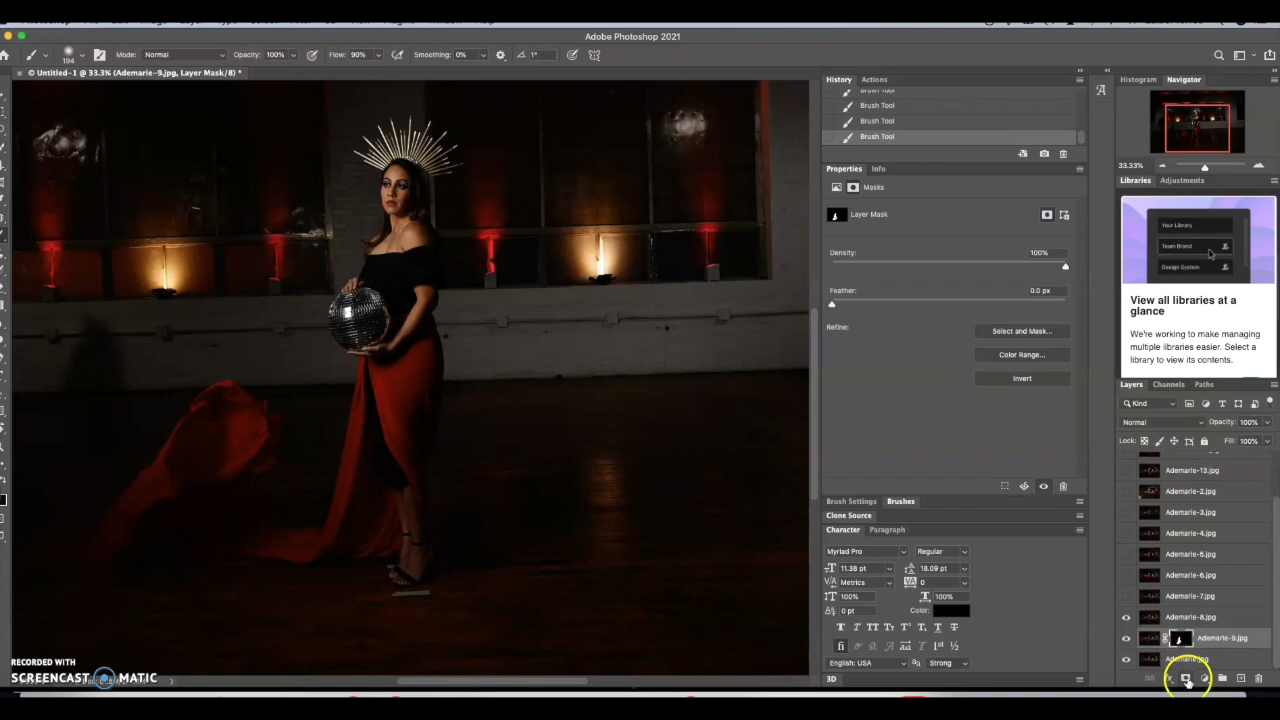 Adobe Photoshop 2021
194 Mode: Normal Opacity: 100% Flow: 90% Smoothing: 0% 1°
© Untitled-1 @ 33.3% (Ademarie-9.jpg, Layer Mask/8) *
History Actions
Brush Tool
Brush Tool
Brush Tool
Brush Tool
Properties Info
Masks
Layer Mask
Density: 100%
Feather: 0.0 px
Refine: Select and Mask...
Color Range...
Invert
Brush Settings Brushes
Clone Source
Character Paragraph
Myriad Pro Regular
11.38 pt 18.09 pt
Metrics 0
100% 100%
0 pt Color:
English: USA Strong
3D
Histogram Navigator
33.33%
Libraries Adjustments
Your Library
Team Brand
Design System
View all libraries at a
glance
We're working to make managing
multiple libraries easier. Select a
library to view its contents.
Layers Channels Paths
Kind
Normal Opacity: 100%
Lock: Fill: 100%
Ademarie-13.jpg
Ademarie-2.jpg
Ademarie-3.jpg
Ademarie-4.jpg
Ademarie-5.jpg
Ademarie-6.jpg
Ademarie-7.jpg
Ademarie-8.jpg
Ademarie-9.jpg
Ademarie.jpg
RECORDED WITH
SCREENCAST MATIC